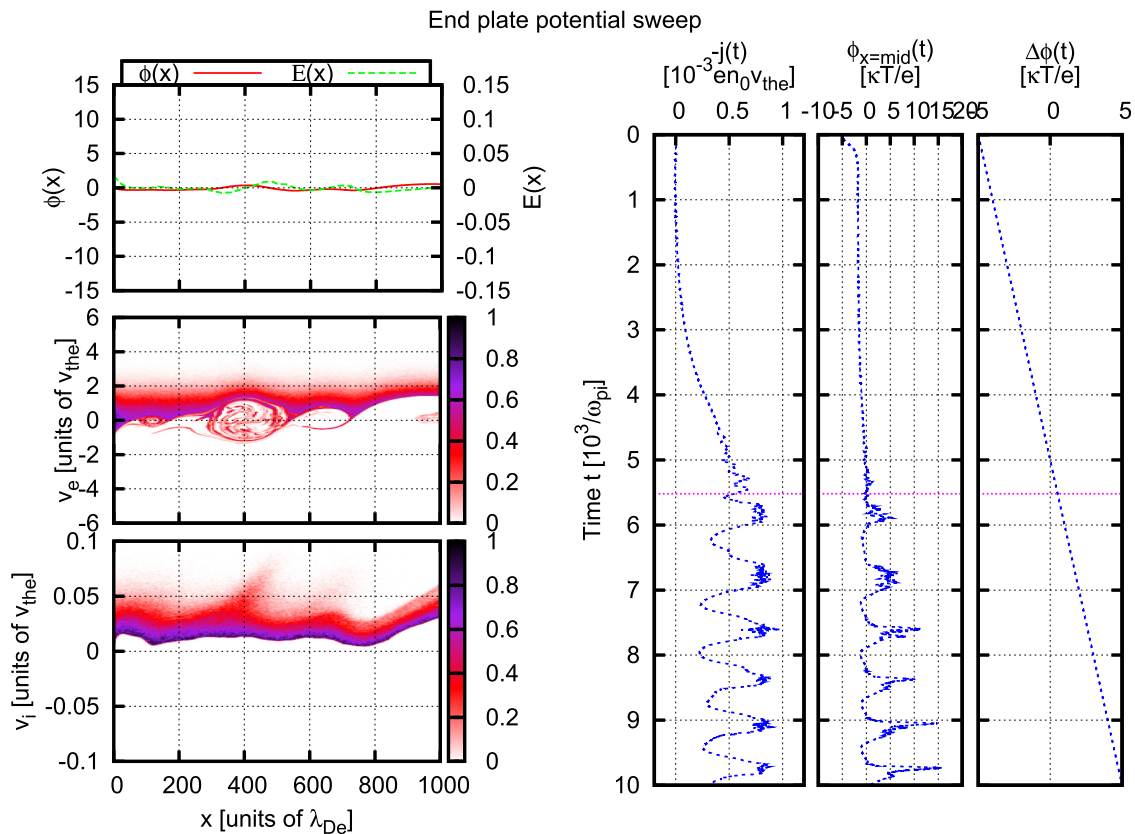 End plate potential sweep
ϕ(x) E(x)
15 10 5 0 -5 -10 -15
ϕ(x)
0.15 0.1 0.05 0 -0.05 -0.1 -0.15
E(x)
6 4 2 0 -2 -4 -6
v_e [units of v_the]
1 0.8 0.6 0.4 0.2 0
0.1 0.05 0 -0.05 -0.1
v_i [units of v_the]
1 0.8 0.6 0.4 0.2 0
0 200 400 600 800 1000
x [units of λ_De]
-j(t)
[10^-3 en_0 v_the]
0 0.5 1
ϕ_x=mid(t)
[κT/e]
-10 -5 0 5 10 15 20
Δϕ(t)
[κT/e]
-5 0 5
0 1 2 3 4 5 6 7 8 9 10
Time t [10^3/ω_pi]